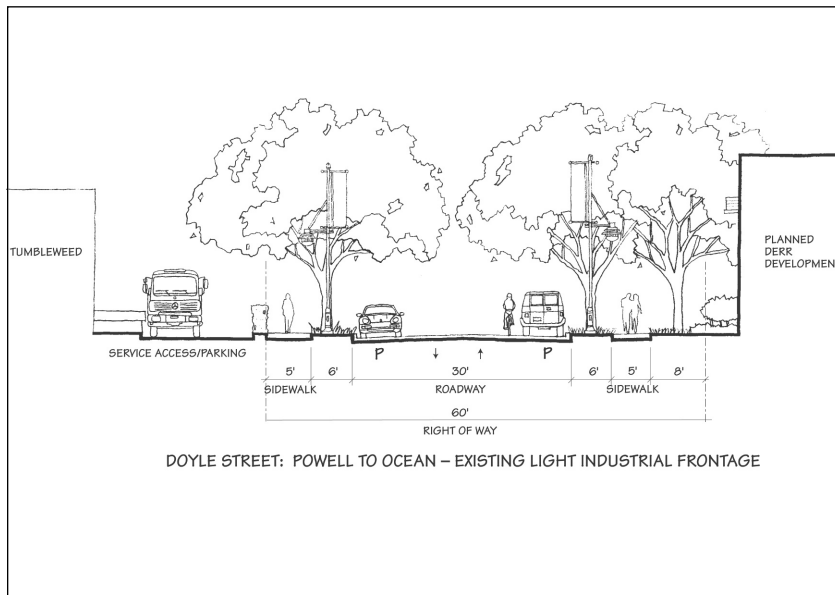 TUMBLEWEED
PLANNED
DERR
DEVELOPMENT
SERVICE ACCESS/PARKING
P ↓ ↑ P
5' 6' 30' 6' 5' 8'
SIDEWALK ROADWAY SIDEWALK
60'
RIGHT OF WAY
DOYLE STREET: POWELL TO OCEAN – EXISTING LIGHT INDUSTRIAL FRONTAGE